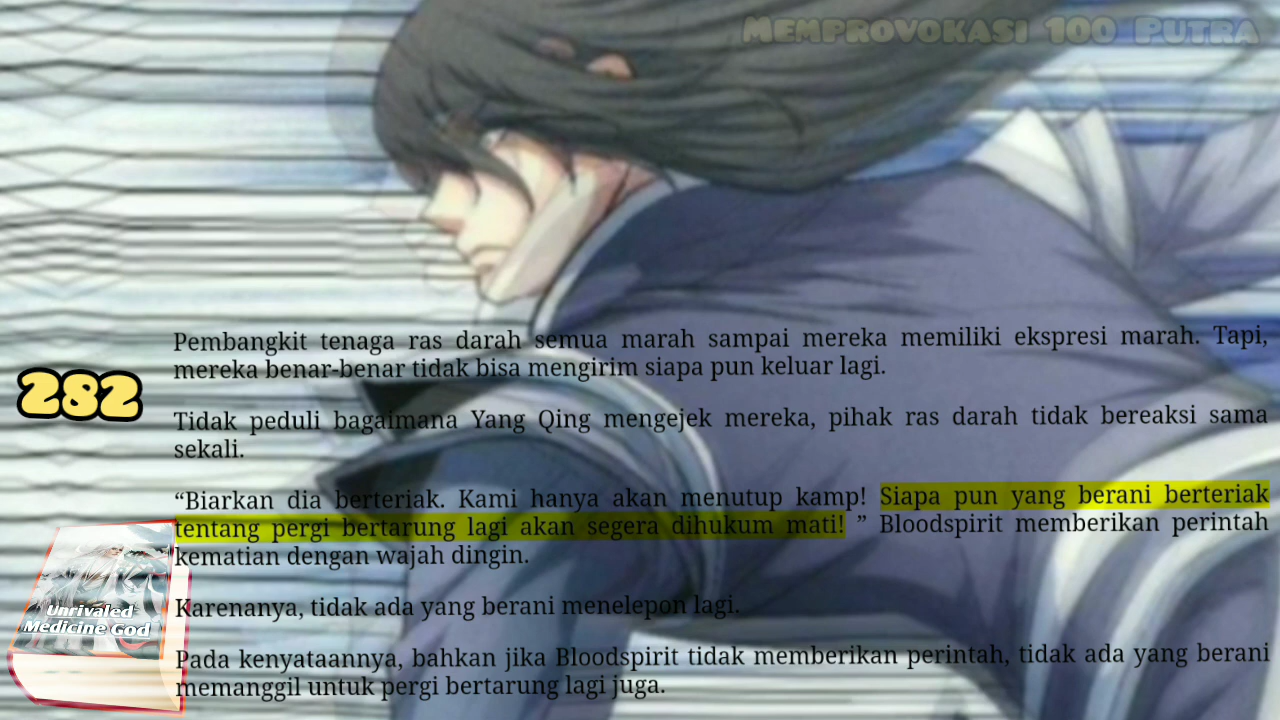 Memprovokasi 100 Putra
Pembangkit tenaga ras darah semua marah sampai mereka memiliki ekspresi marah. Tapi,
mereka benar-benar tidak bisa mengirim siapa pun keluar lagi.
282
Tidak peduli bagaimana Yang Qing mengejek mereka, pihak ras darah tidak bereaksi sama
sekali.
“Biarkan dia berteriak. Kami hanya akan menutup kamp! Siapa pun yang berani berteriak
tentang pergi bertarung lagi akan segera dihukum mati! ” Bloodspirit memberikan perintah
kematian dengan wajah dingin.
Karenanya, tidak ada yang berani menelepon lagi.
Pada kenyataannya, bahkan jika Bloodspirit tidak memberikan perintah, tidak ada yang berani
memanggil untuk pergi bertarung lagi juga.
Unrivaled
Medicine God